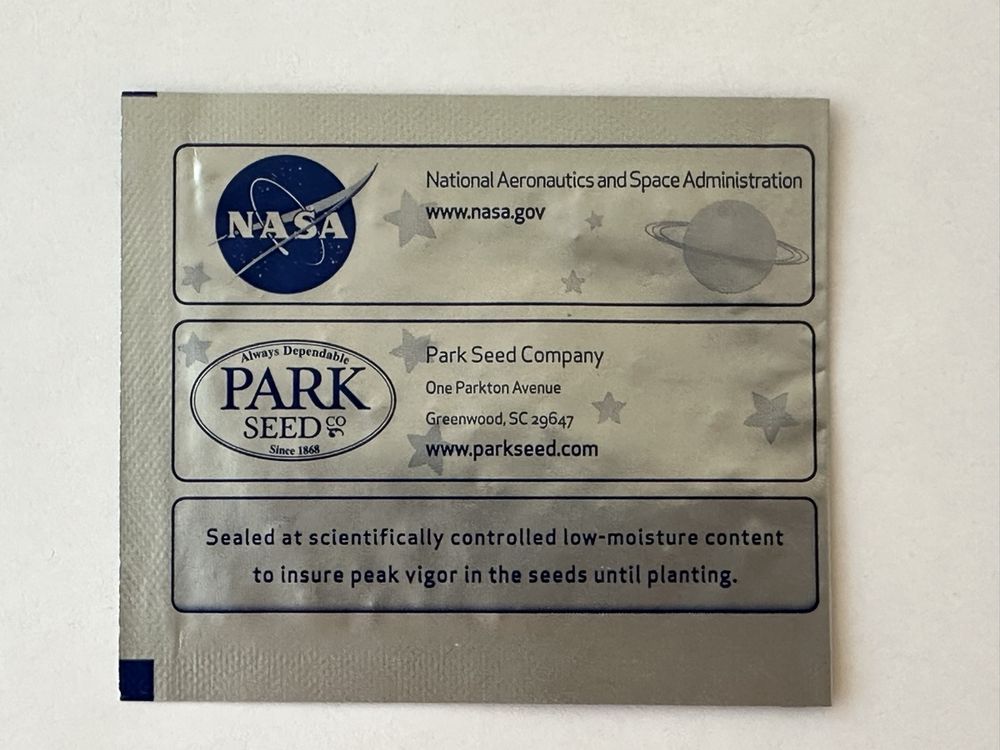 NASA
National Aeronautics and Space Administration
www.nasa.gov
Always Dependable
PARK
SEED CO
Since 1868
Park Seed Company
One Parkton Avenue
Greenwood, SC 29647
www.parkseed.com
Sealed at scientifically controlled low-moisture content
to insure peak vigor in the seeds until planting.